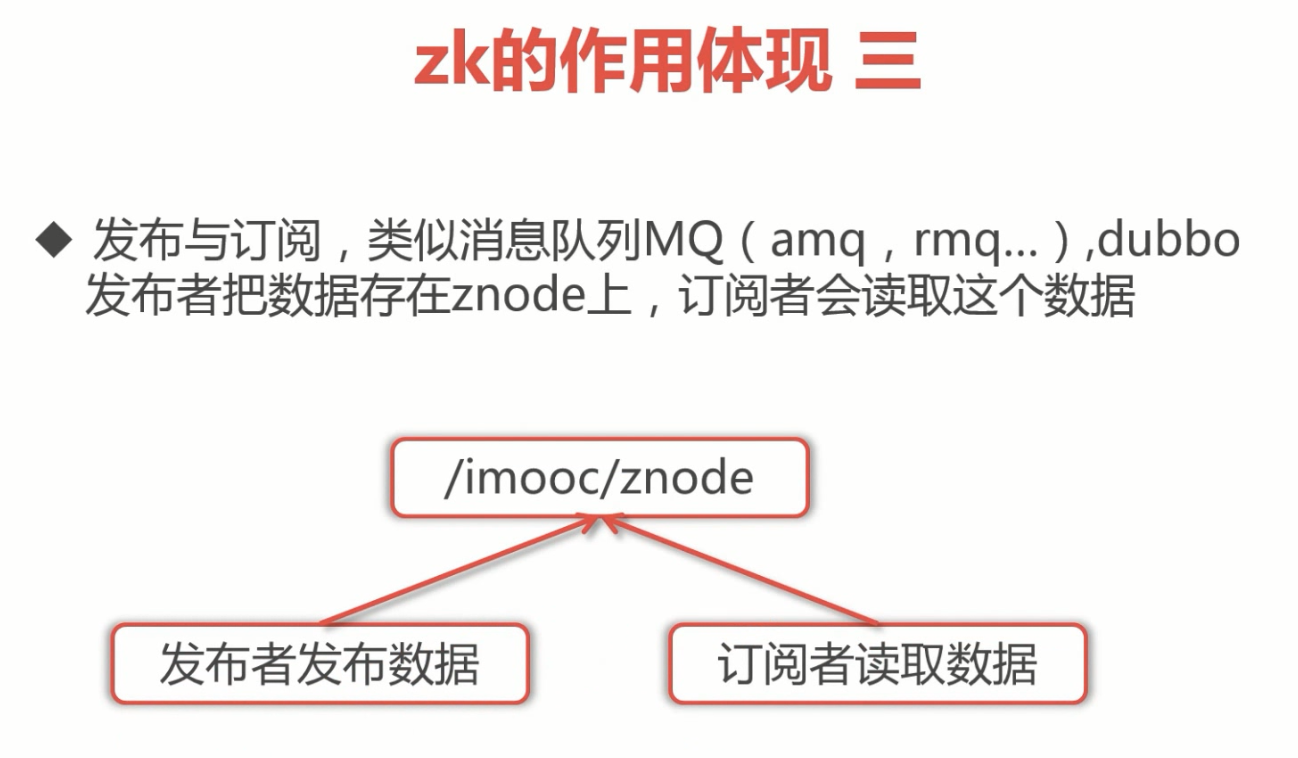 zk的作用体现 三
◆ 发布与订阅，类似消息队列MQ（amq，rmq...）,dubbo
发布者把数据存在znode上，订阅者会读取这个数据
/imooc/znode
发布者发布数据
订阅者读取数据